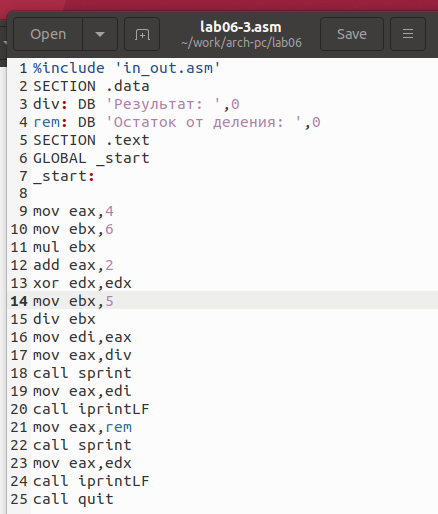 Open
lab06-3.asm
~/work/arch-pc/lab06
Save
1 %include 'in_out.asm'
2 SECTION .data
3 div: DB 'Результат: ',0
4 rem: DB 'Остаток от деления: ',0
5 SECTION .text
6 GLOBAL _start
7 _start:
8
9 mov eax,4
10 mov ebx,6
11 mul ebx
12 add eax,2
13 xor edx,edx
14 mov ebx,5
15 div ebx
16 mov edi,eax
17 mov eax,div
18 call sprint
19 mov eax,edi
20 call iprintLF
21 mov eax,rem
22 call sprint
23 mov eax,edx
24 call iprintLF
25 call quit